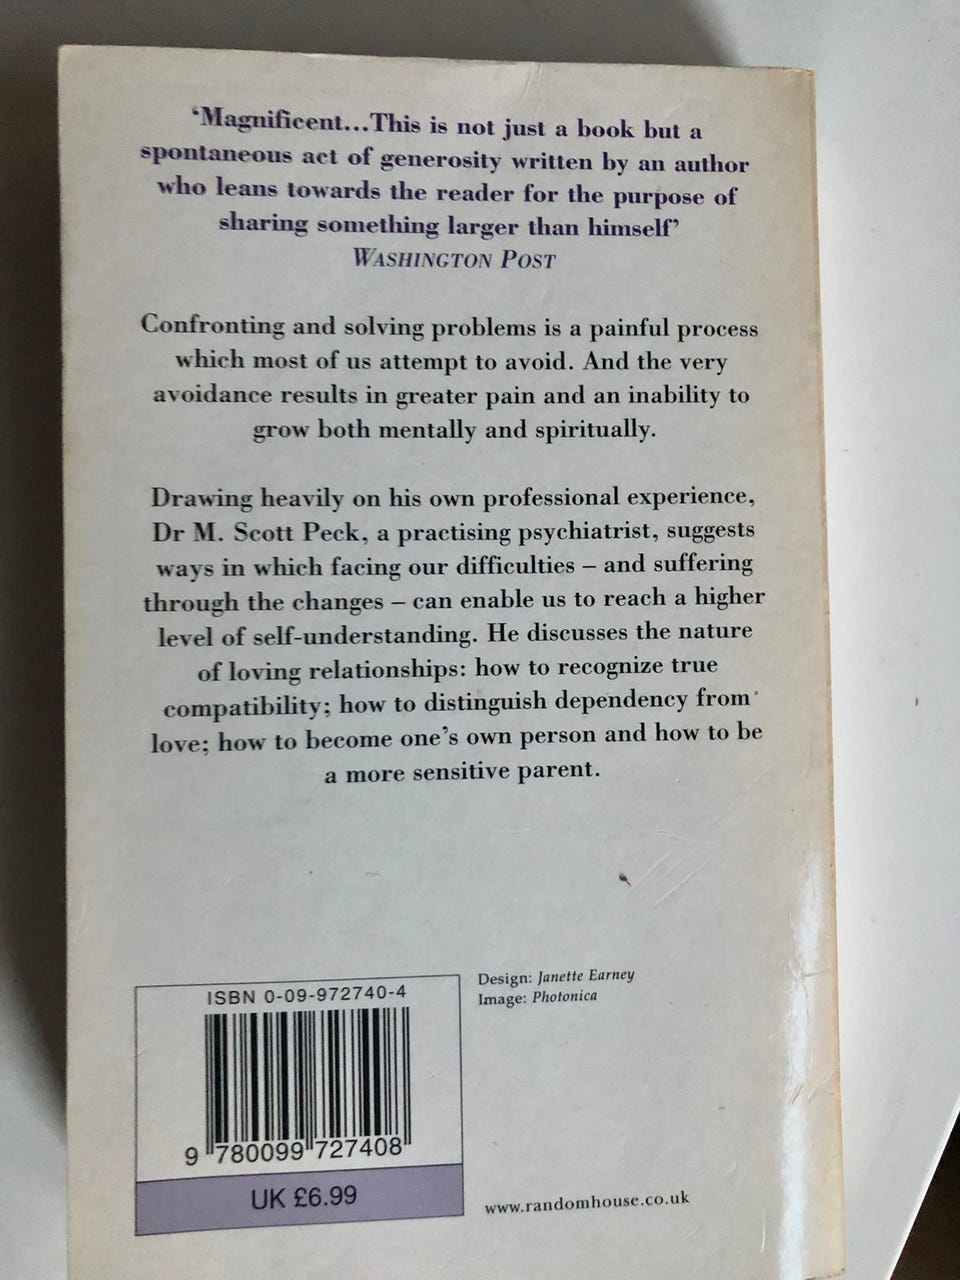 ‘Magnificent...This is not just a book but a
spontaneous act of generosity written by an author
who leans towards the reader for the purpose of
sharing something larger than himself’
WASHINGTON POST
Confronting and solving problems is a painful process
which most of us attempt to avoid. And the very
avoidance results in greater pain and an inability to
grow both mentally and spiritually.
Drawing heavily on his own professional experience,
Dr M. Scott Peck, a practising psychiatrist, suggests
ways in which facing our difficulties – and suffering
through the changes – can enable us to reach a higher
level of self-understanding. He discusses the nature
of loving relationships: how to recognize true
compatibility; how to distinguish dependency from
love; how to become one’s own person and how to be
a more sensitive parent.
ISBN 0-09-972740-4
9 780099 727408
UK £6.99
Design: Janette Earney
Image: Photonica
www.randomhouse.co.uk